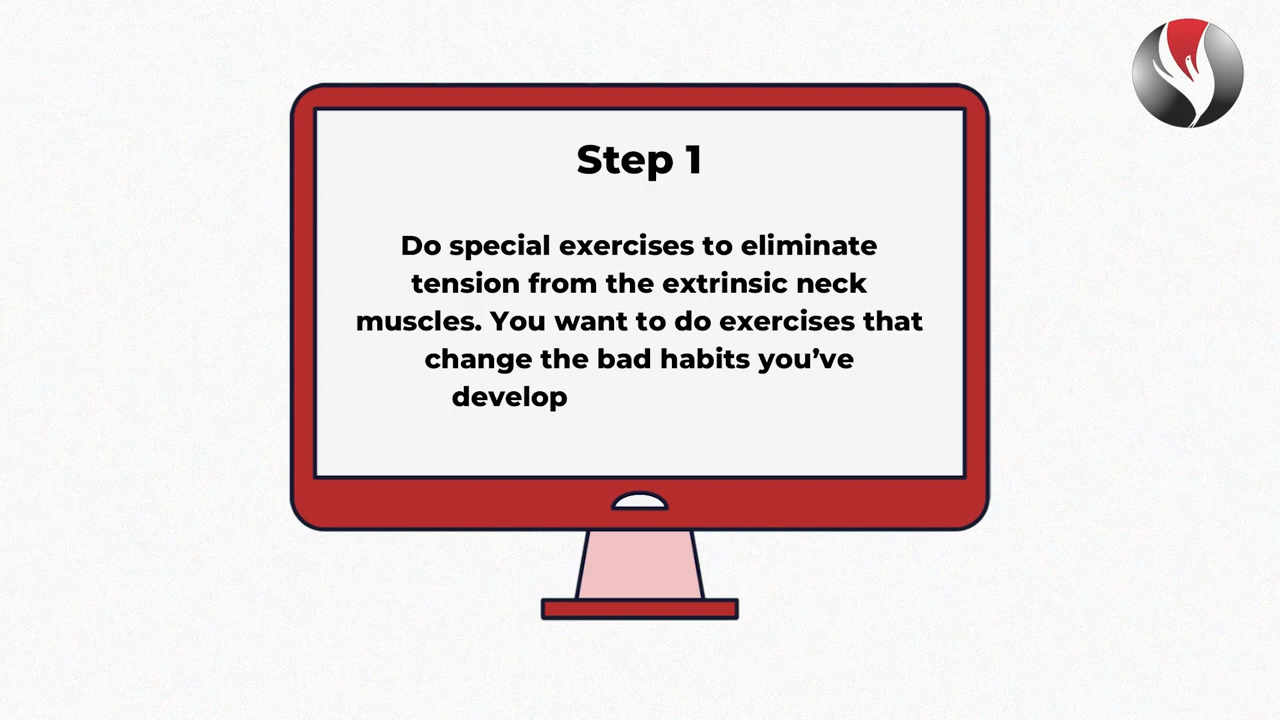 Step 1
Do special exercises to eliminate
tension from the extrinsic neck
muscles. You want to do exercises that
change the bad habits you’ve
develop